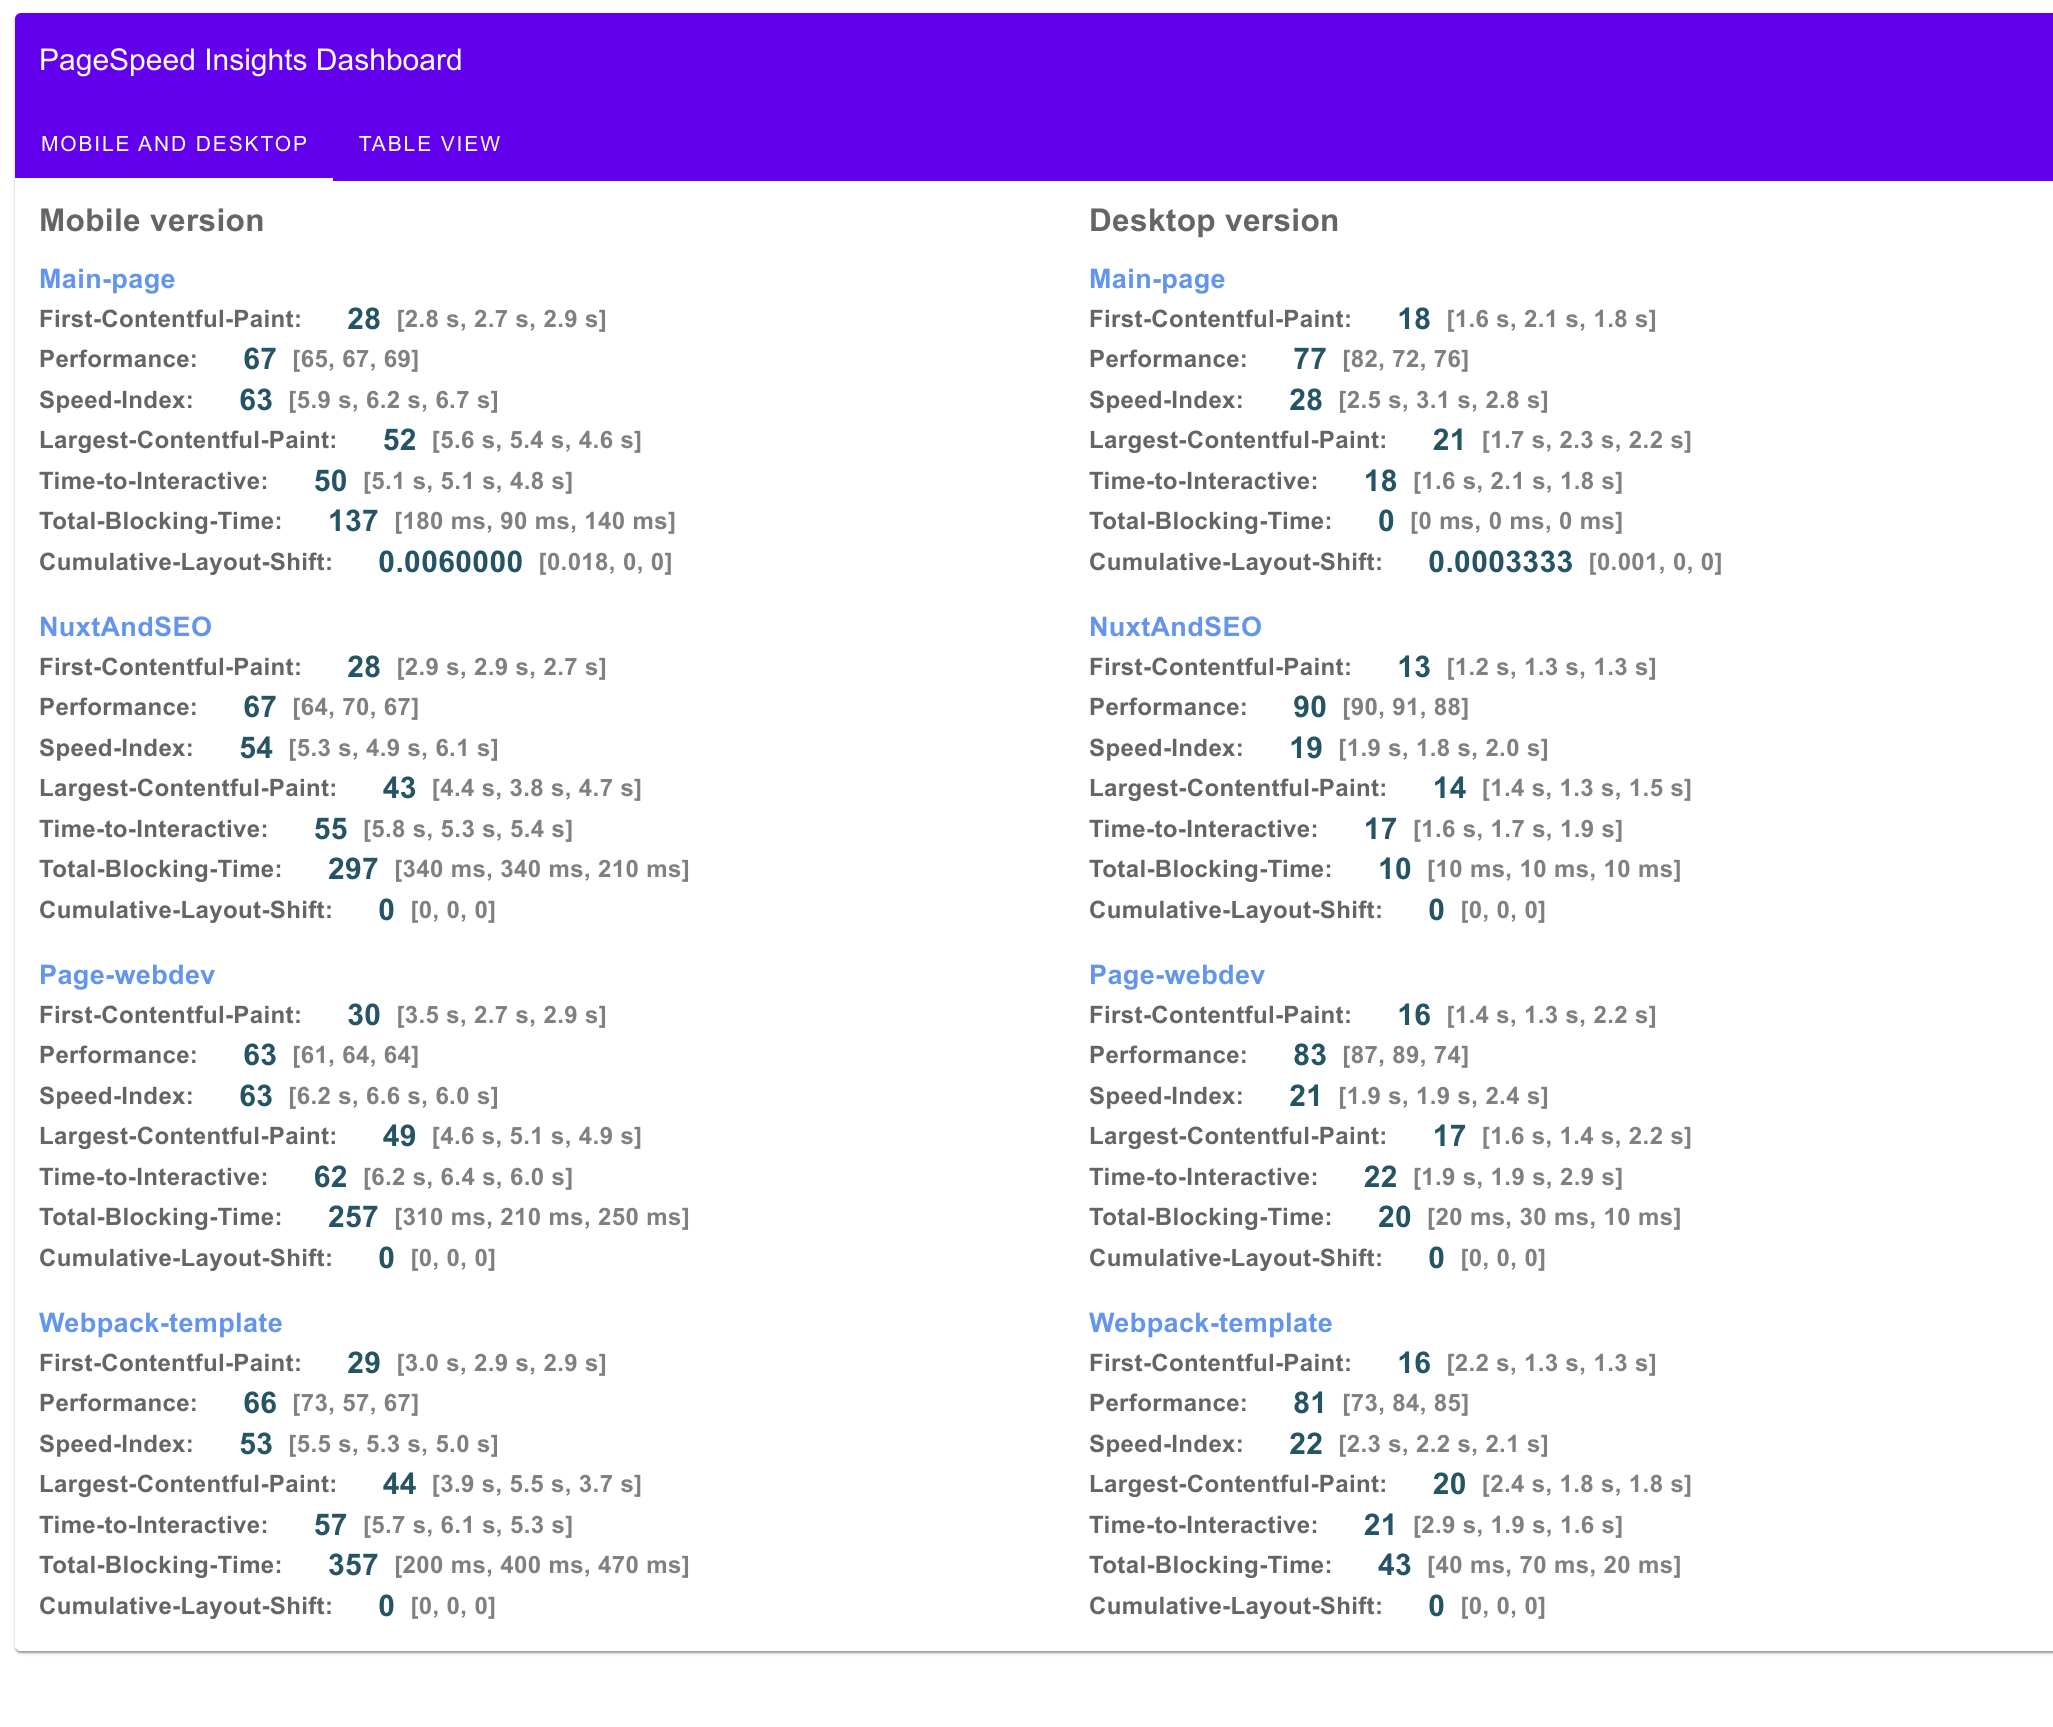 PageSpeed Insights Dashboard
MOBILE AND DESKTOP TABLE VIEW
Mobile version
Main-page
First-Contentful-Paint: 28 [2.8 s, 2.7 s, 2.9 s]
Performance: 67 [65, 67, 69]
Speed-Index: 63 [5.9 s, 6.2 s, 6.7 s]
Largest-Contentful-Paint: 52 [5.6 s, 5.4 s, 4.6 s]
Time-to-Interactive: 50 [5.1 s, 5.1 s, 4.8 s]
Total-Blocking-Time: 137 [180 ms, 90 ms, 140 ms]
Cumulative-Layout-Shift: 0.0060000 [0.018, 0, 0]
NuxtAndSEO
First-Contentful-Paint: 28 [2.9 s, 2.9 s, 2.7 s]
Performance: 67 [64, 70, 67]
Speed-Index: 54 [5.3 s, 4.9 s, 6.1 s]
Largest-Contentful-Paint: 43 [4.4 s, 3.8 s, 4.7 s]
Time-to-Interactive: 55 [5.8 s, 5.3 s, 5.4 s]
Total-Blocking-Time: 297 [340 ms, 340 ms, 210 ms]
Cumulative-Layout-Shift: 0 [0, 0, 0]
Page-webdev
First-Contentful-Paint: 30 [3.5 s, 2.7 s, 2.9 s]
Performance: 63 [61, 64, 64]
Speed-Index: 63 [6.2 s, 6.6 s, 6.0 s]
Largest-Contentful-Paint: 49 [4.6 s, 5.1 s, 4.9 s]
Time-to-Interactive: 62 [6.2 s, 6.4 s, 6.0 s]
Total-Blocking-Time: 257 [310 ms, 210 ms, 250 ms]
Cumulative-Layout-Shift: 0 [0, 0, 0]
Webpack-template
First-Contentful-Paint: 29 [3.0 s, 2.9 s, 2.9 s]
Performance: 66 [73, 57, 67]
Speed-Index: 53 [5.5 s, 5.3 s, 5.0 s]
Largest-Contentful-Paint: 44 [3.9 s, 5.5 s, 3.7 s]
Time-to-Interactive: 57 [5.7 s, 6.1 s, 5.3 s]
Total-Blocking-Time: 357 [200 ms, 400 ms, 470 ms]
Cumulative-Layout-Shift: 0 [0, 0, 0]
Desktop version
Main-page
First-Contentful-Paint: 18 [1.6 s, 2.1 s, 1.8 s]
Performance: 77 [82, 72, 76]
Speed-Index: 28 [2.5 s, 3.1 s, 2.8 s]
Largest-Contentful-Paint: 21 [1.7 s, 2.3 s, 2.2 s]
Time-to-Interactive: 18 [1.6 s, 2.1 s, 1.8 s]
Total-Blocking-Time: 0 [0 ms, 0 ms, 0 ms]
Cumulative-Layout-Shift: 0.0003333 [0.001, 0, 0]
NuxtAndSEO
First-Contentful-Paint: 13 [1.2 s, 1.3 s, 1.3 s]
Performance: 90 [90, 91, 88]
Speed-Index: 19 [1.9 s, 1.8 s, 2.0 s]
Largest-Contentful-Paint: 14 [1.4 s, 1.3 s, 1.5 s]
Time-to-Interactive: 17 [1.6 s, 1.7 s, 1.9 s]
Total-Blocking-Time: 10 [10 ms, 10 ms, 10 ms]
Cumulative-Layout-Shift: 0 [0, 0, 0]
Page-webdev
First-Contentful-Paint: 16 [1.4 s, 1.3 s, 2.2 s]
Performance: 83 [87, 89, 74]
Speed-Index: 21 [1.9 s, 1.9 s, 2.4 s]
Largest-Contentful-Paint: 17 [1.6 s, 1.4 s, 2.2 s]
Time-to-Interactive: 22 [1.9 s, 1.9 s, 2.9 s]
Total-Blocking-Time: 20 [20 ms, 30 ms, 10 ms]
Cumulative-Layout-Shift: 0 [0, 0, 0]
Webpack-template
First-Contentful-Paint: 16 [2.2 s, 1.3 s, 1.3 s]
Performance: 81 [73, 84, 85]
Speed-Index: 22 [2.3 s, 2.2 s, 2.1 s]
Largest-Contentful-Paint: 20 [2.4 s, 1.8 s, 1.8 s]
Time-to-Interactive: 21 [2.9 s, 1.9 s, 1.6 s]
Total-Blocking-Time: 43 [40 ms, 70 ms, 20 ms]
Cumulative-Layout-Shift: 0 [0, 0, 0]